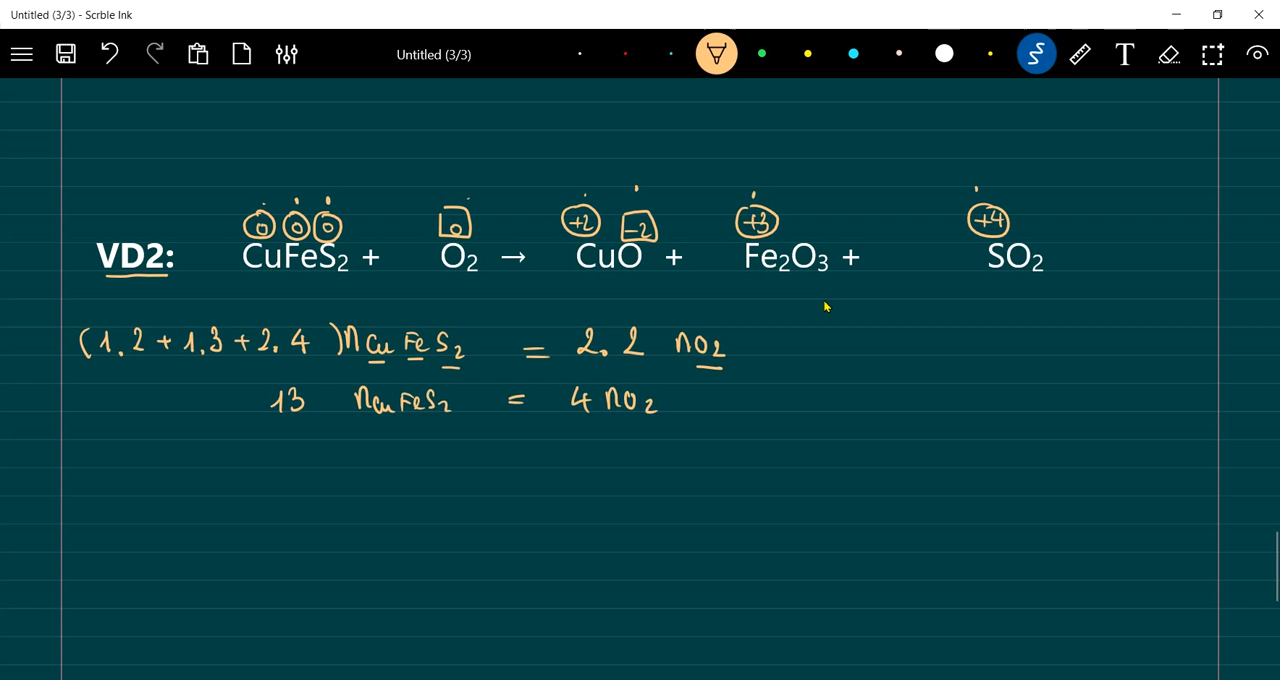 Untitled (3/3) - Scrble Ink
Untitled (3/3)
T
0 0 0 0 +2 -2 +3 +4
VD2: CuFeS₂ + O₂ → CuO + Fe₂O₃ + SO₂
(1.2 + 1.3 + 2.4) nCuFeS₂ = 2.2 nO₂
13 nCuFeS₂ = 4 nO₂